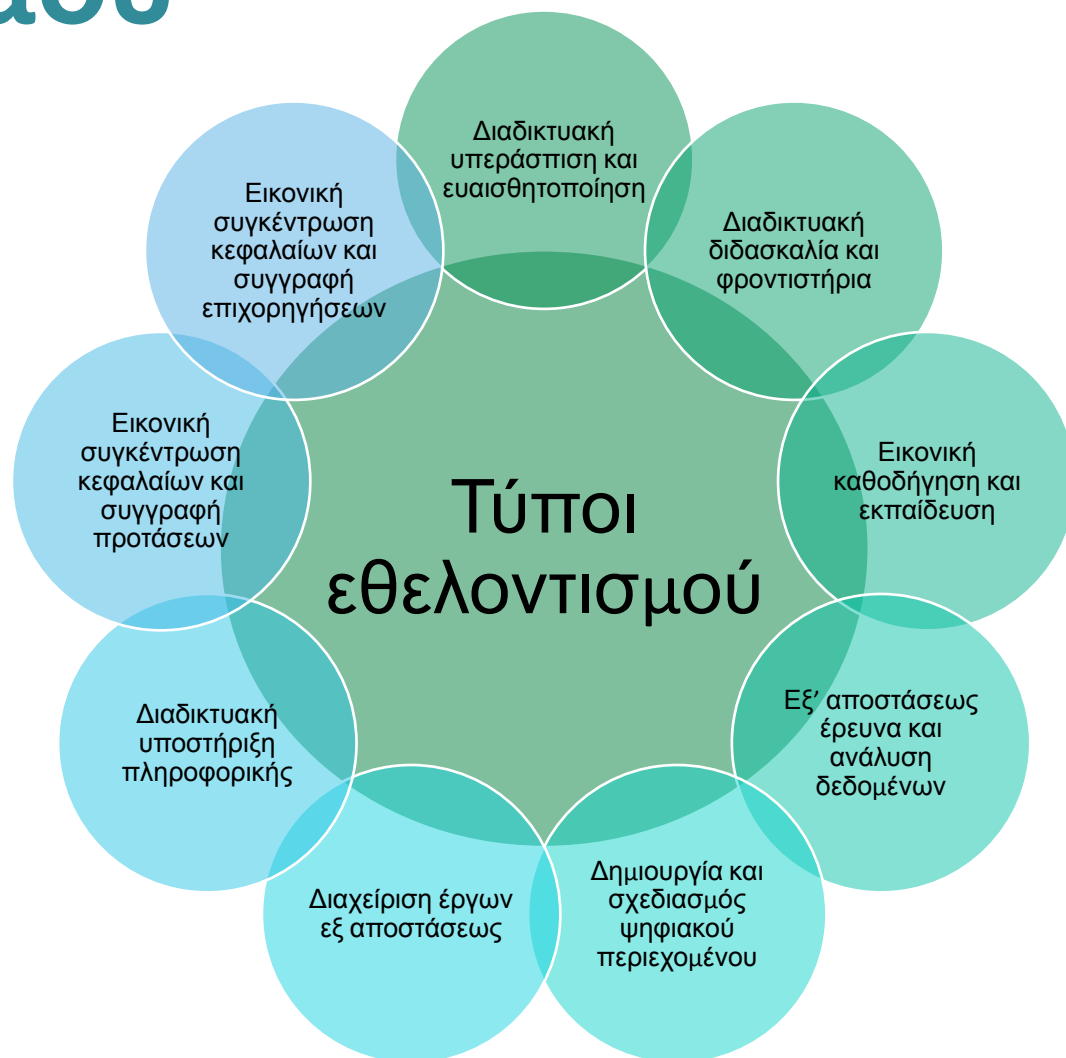 Διαδικτυακή
υπεράσπιση και
ευαισθητοποίηση
Διαδικτυακή
διδασκαλία και
φροντιστήρια
Εικονική
καθοδήγηση και
εκπαίδευση
Εξ’ αποστάσεως
έρευνα και
ανάλυση
δεδομένων
Δημιουργία και
σχεδιασμός
ψηφιακού
περιεχομένου
Διαχείριση έργων
εξ αποστάσεως
Διαδικτυακή
υποστήριξη
πληροφορικής
Εικονική
συγκέντρωση
κεφαλαίων και
συγγραφή
προτάσεων
Εικονική
συγκέντρωση
κεφαλαίων και
συγγραφή
επιχορηγήσεων
Τύποι
εθελοντισμού